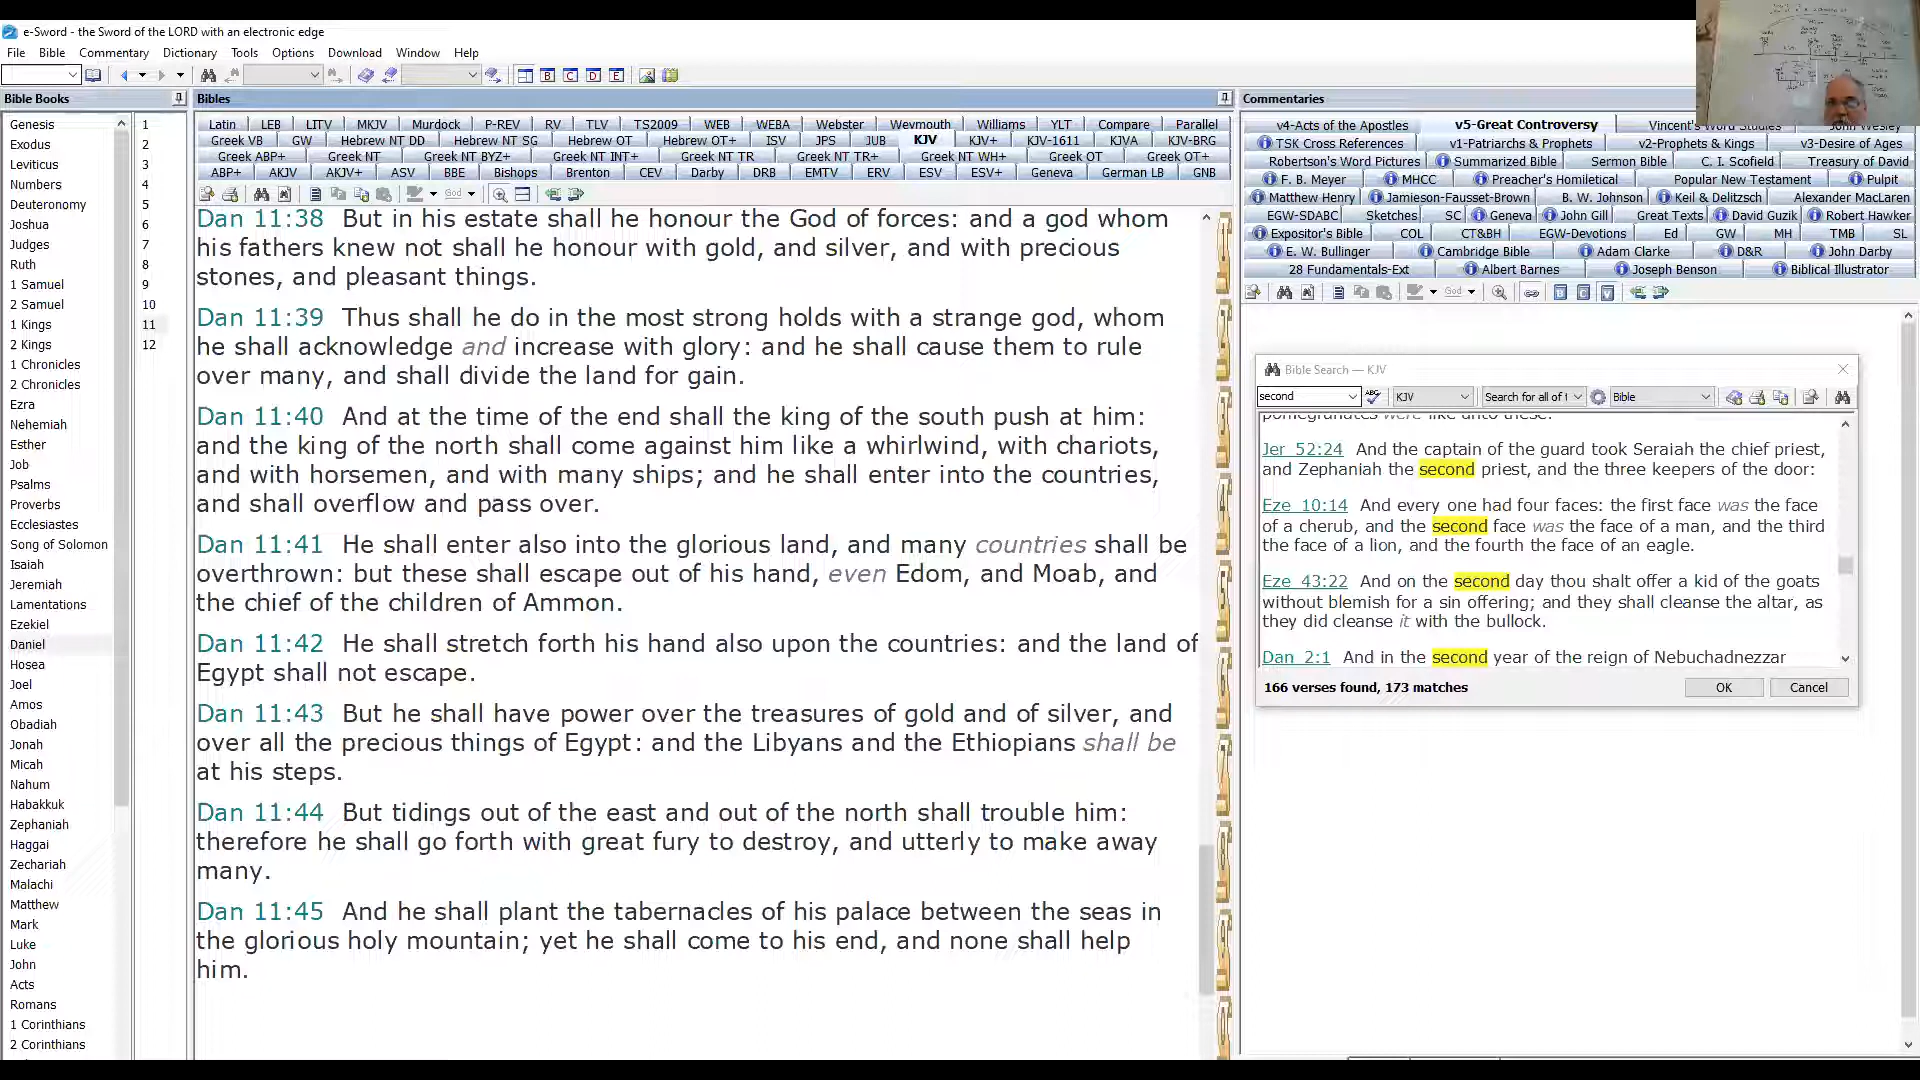 e-Sword - the Sword of the LORD with an electronic edge
File Bible Commentary Dictionary Tools Options Download Window Help
B C D E
Bible Books
Genesis
Exodus
Leviticus
Numbers
Deuteronomy
Joshua
Judges
Ruth
1 Samuel
2 Samuel
1 Kings
2 Kings
1 Chronicles
2 Chronicles
Ezra
Nehemiah
Esther
Job
Psalms
Proverbs
Ecclesiastes
Song of Solomon
Isaiah
Jeremiah
Lamentations
Ezekiel
Daniel
Hosea
Joel
Amos
Obadiah
Jonah
Micah
Nahum
Habakkuk
Zephaniah
Haggai
Zechariah
Malachi
Matthew
Mark
Luke
John
Acts
Romans
1 Corinthians
2 Corinthians
1
2
3
4
5
6
7
8
9
10
11
12
Bibles
Latin LEB LITV MKJV Murdock P-REV RV TLV TS2009 WEB WEBA Webster Weymouth Williams YLT Compare Parallel
Greek VB GW Hebrew NT DD Hebrew NT SG Hebrew OT Hebrew OT+ ISV JPS JUB KJV KJV+ KJV-1611 KJVA KJV-BRG
Greek ABP+ Greek NT Greek NT BYZ+ Greek NT INT+ Greek NT TR Greek NT TR+ Greek NT WH+ Greek OT Greek OT+
ABP+ AKJV AKJV+ ASV BBE Bishops Brenton CEV Darby DRB EMTV ERV ESV ESV+ Geneva German LB GNB
God
Dan 11:38 But in his estate shall he honour the God of forces: and a god whom
his fathers knew not shall he honour with gold, and silver, and with precious
stones, and pleasant things.
Dan 11:39 Thus shall he do in the most strong holds with a strange god, whom
he shall acknowledge and increase with glory: and he shall cause them to rule
over many, and shall divide the land for gain.
Dan 11:40 And at the time of the end shall the king of the south push at him:
and the king of the north shall come against him like a whirlwind, with chariots,
and with horsemen, and with many ships; and he shall enter into the countries,
and shall overflow and pass over.
Dan 11:41 He shall enter also into the glorious land, and many countries shall be
overthrown: but these shall escape out of his hand, even Edom, and Moab, and
the chief of the children of Ammon.
Dan 11:42 He shall stretch forth his hand also upon the countries: and the land of
Egypt shall not escape.
Dan 11:43 But he shall have power over the treasures of gold and of silver, and
over all the precious things of Egypt: and the Libyans and the Ethiopians shall be
at his steps.
Dan 11:44 But tidings out of the east and out of the north shall trouble him:
therefore he shall go forth with great fury to destroy, and utterly to make away
many.
Dan 11:45 And he shall plant the tabernacles of his palace between the seas in
the glorious holy mountain; yet he shall come to his end, and none shall help
him.
Commentaries
v4-Acts of the Apostles v5-Great Controversy Vincent's Word Studies John Wesley
TSK Cross References v1-Patriarchs & Prophets v2-Prophets & Kings v3-Desire of Ages
Robertson's Word Pictures Summarized Bible Sermon Bible C. I. Scofield Treasury of David
F. B. Meyer MHCC Preacher's Homiletical Popular New Testament Pulpit
Matthew Henry Jamieson-Fausset-Brown B. W. Johnson Keil & Delitzsch Alexander MacLaren
EGW-SDABC Sketches SC Geneva John Gill Great Texts David Guzik Robert Hawker
Expositor's Bible COL CT&BH EGW-Devotions Ed GW MH TMB SL
E. W. Bullinger Cambridge Bible Adam Clarke D&R John Darby
28 Fundamentals-Ext Albert Barnes Joseph Benson Biblical Illustrator
God B C V
Bible Search — KJV
second KJV Search for all of t Bible
pomegranates were like unto these.
Jer 52:24 And the captain of the guard took Seraiah the chief priest,
and Zephaniah the second priest, and the three keepers of the door:
Eze 10:14 And every one had four faces: the first face was the face
of a cherub, and the second face was the face of a man, and the third
the face of a lion, and the fourth the face of an eagle.
Eze 43:22 And on the second day thou shalt offer a kid of the goats
without blemish for a sin offering; and they shall cleanse the altar, as
they did cleanse it with the bullock.
Dan 2:1 And in the second year of the reign of Nebuchadnezzar
166 verses found, 173 matches
OK Cancel